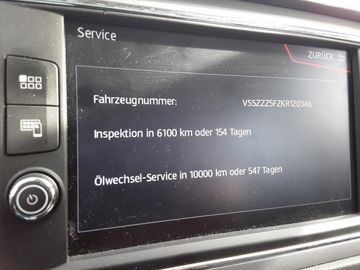 Service
ZURÜCK
Fahrzeugnummer: VSSZZZ5FZKR120346
Inspektion in 6100 km oder 154 Tagen
Ölwechsel-Service in 10000 km oder 547 Tagen